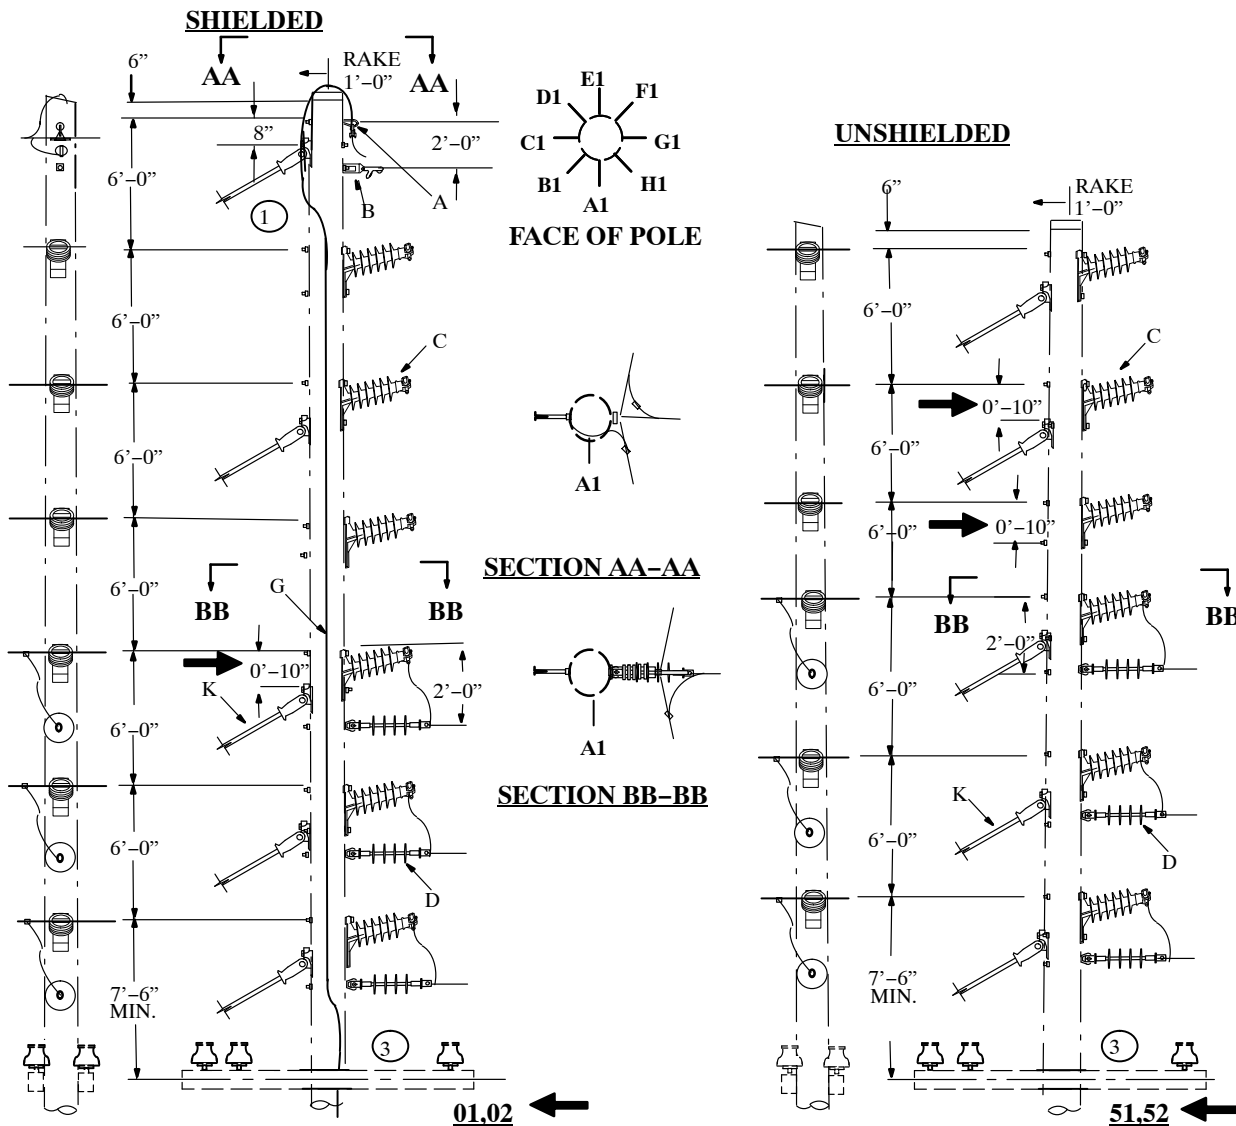 SHIELDED
6”
AA
RAKE
1’-0”
AA
8”
2’-0”
6’-0”
1
B
A
E1
D1
F1
C1
G1
B1
H1
A1
FACE OF POLE
6’-0”
C
6’-0”
A1
SECTION AA-AA
6’-0”
BB
G
BB
0’-10”
K
2’-0”
6’-0”
A1
SECTION BB-BB
6’-0”
D
7’-6”
MIN.
3
01,02
UNSHIELDED
6”
RAKE
1’-0”
6’-0”
C
0’-10”
6’-0”
0’-10”
6’-0”
BB
BB
2’-0”
6’-0”
K
6’-0”
D
7’-6”
MIN.
3
51,52